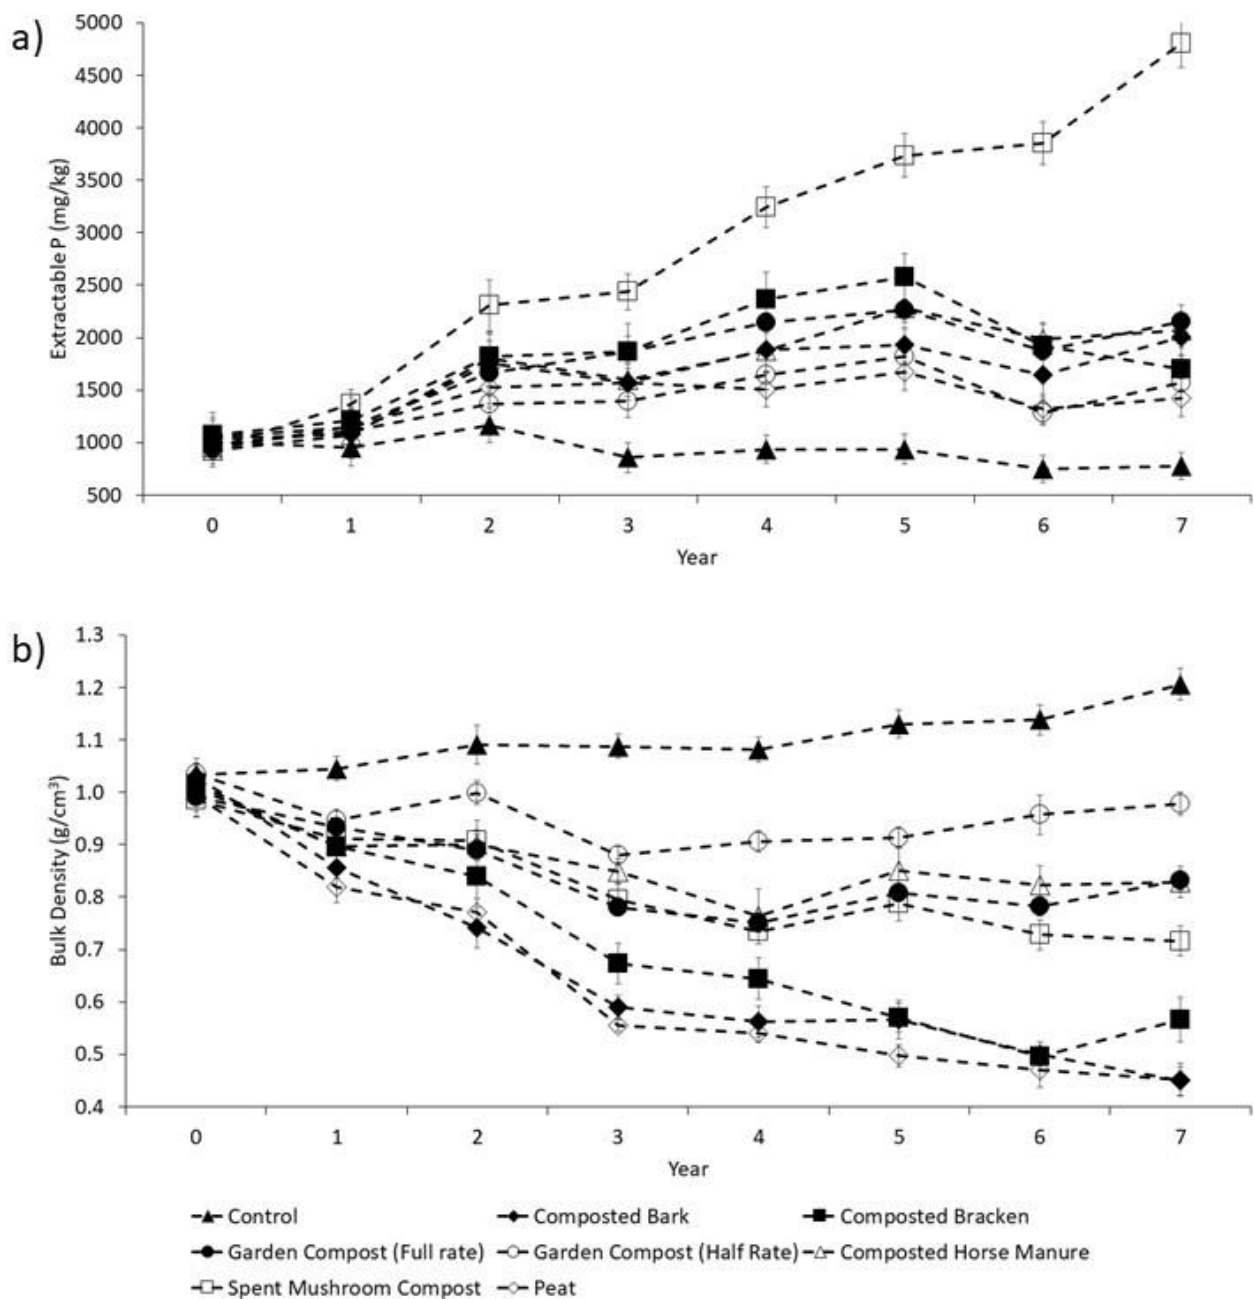 a)
5000
4500
4000
3500
3000
2500
2000
1500
1000
500
Extractable P (mg/kg)
0 1 2 3 4 5 6 7
Year
b)
1.3
1.2
1.1
1.0
0.9
0.8
0.7
0.6
0.5
0.4
Bulk Density (g/cm³)
0 1 2 3 4 5 6 7
Year
Control Composted Bark Composted Bracken
Garden Compost (Full rate) Garden Compost (Half Rate) Composted Horse Manure
Spent Mushroom Compost Peat